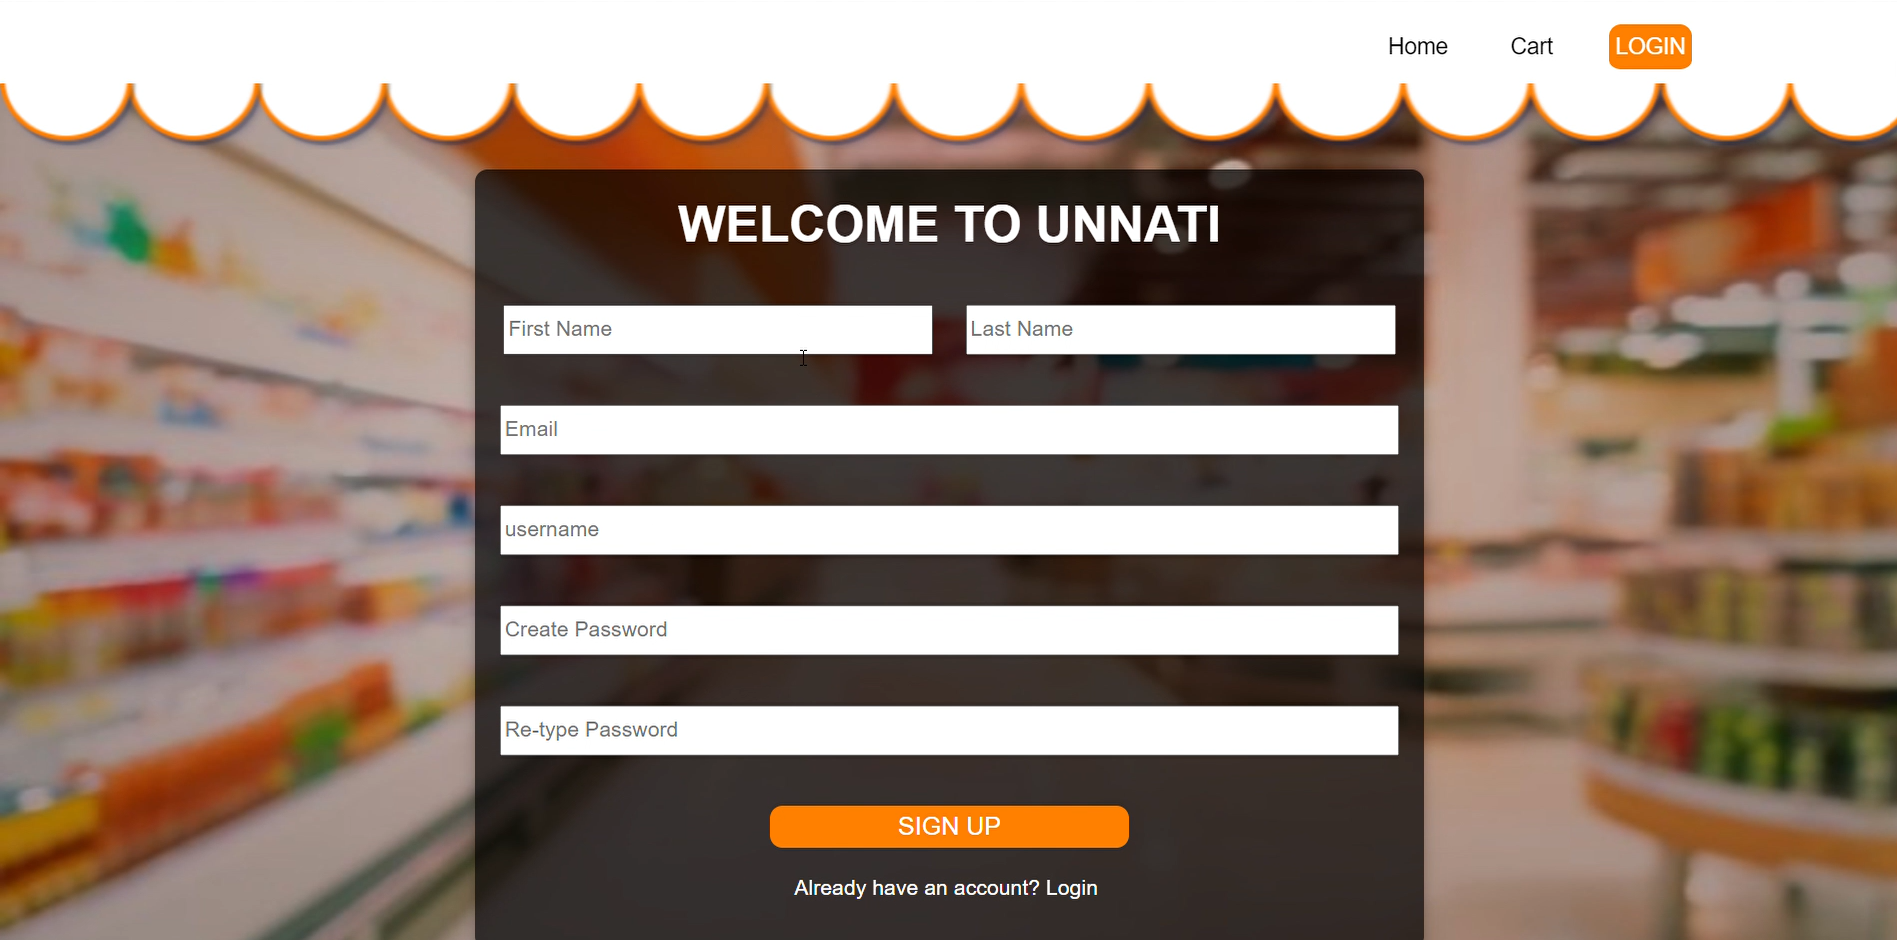 Home Cart LOGIN
WELCOME TO UNNATI
First Name Last Name
Email
username
Create Password
Re-type Password
SIGN UP
Already have an account? Login